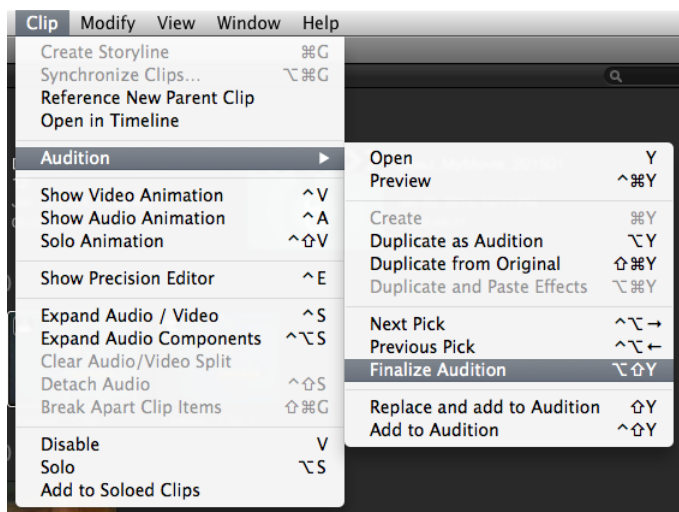 Clip Modify View Window Help
Create Storyline ⌘G
Synchronize Clips... ⌥⌘G
Reference New Parent Clip
Open in Timeline
Audition ▶
Show Video Animation ^V
Show Audio Animation ^A
Solo Animation ^⇧V
Show Precision Editor ^E
Expand Audio / Video ^S
Expand Audio Components ^⌥S
Clear Audio/Video Split
Detach Audio ^⇧S
Break Apart Clip Items ⇧⌘G
Disable V
Solo ⌥S
Add to Soloed Clips
Open Y
Preview ^⌘Y
Create ⌘Y
Duplicate as Audition ⌥Y
Duplicate from Original ⇧⌘Y
Duplicate and Paste Effects ⌥⌘Y
Next Pick ^⌥→
Previous Pick ^⌥←
Finalize Audition ⌥⇧Y
Replace and add to Audition ⇧Y
Add to Audition ^⇧Y